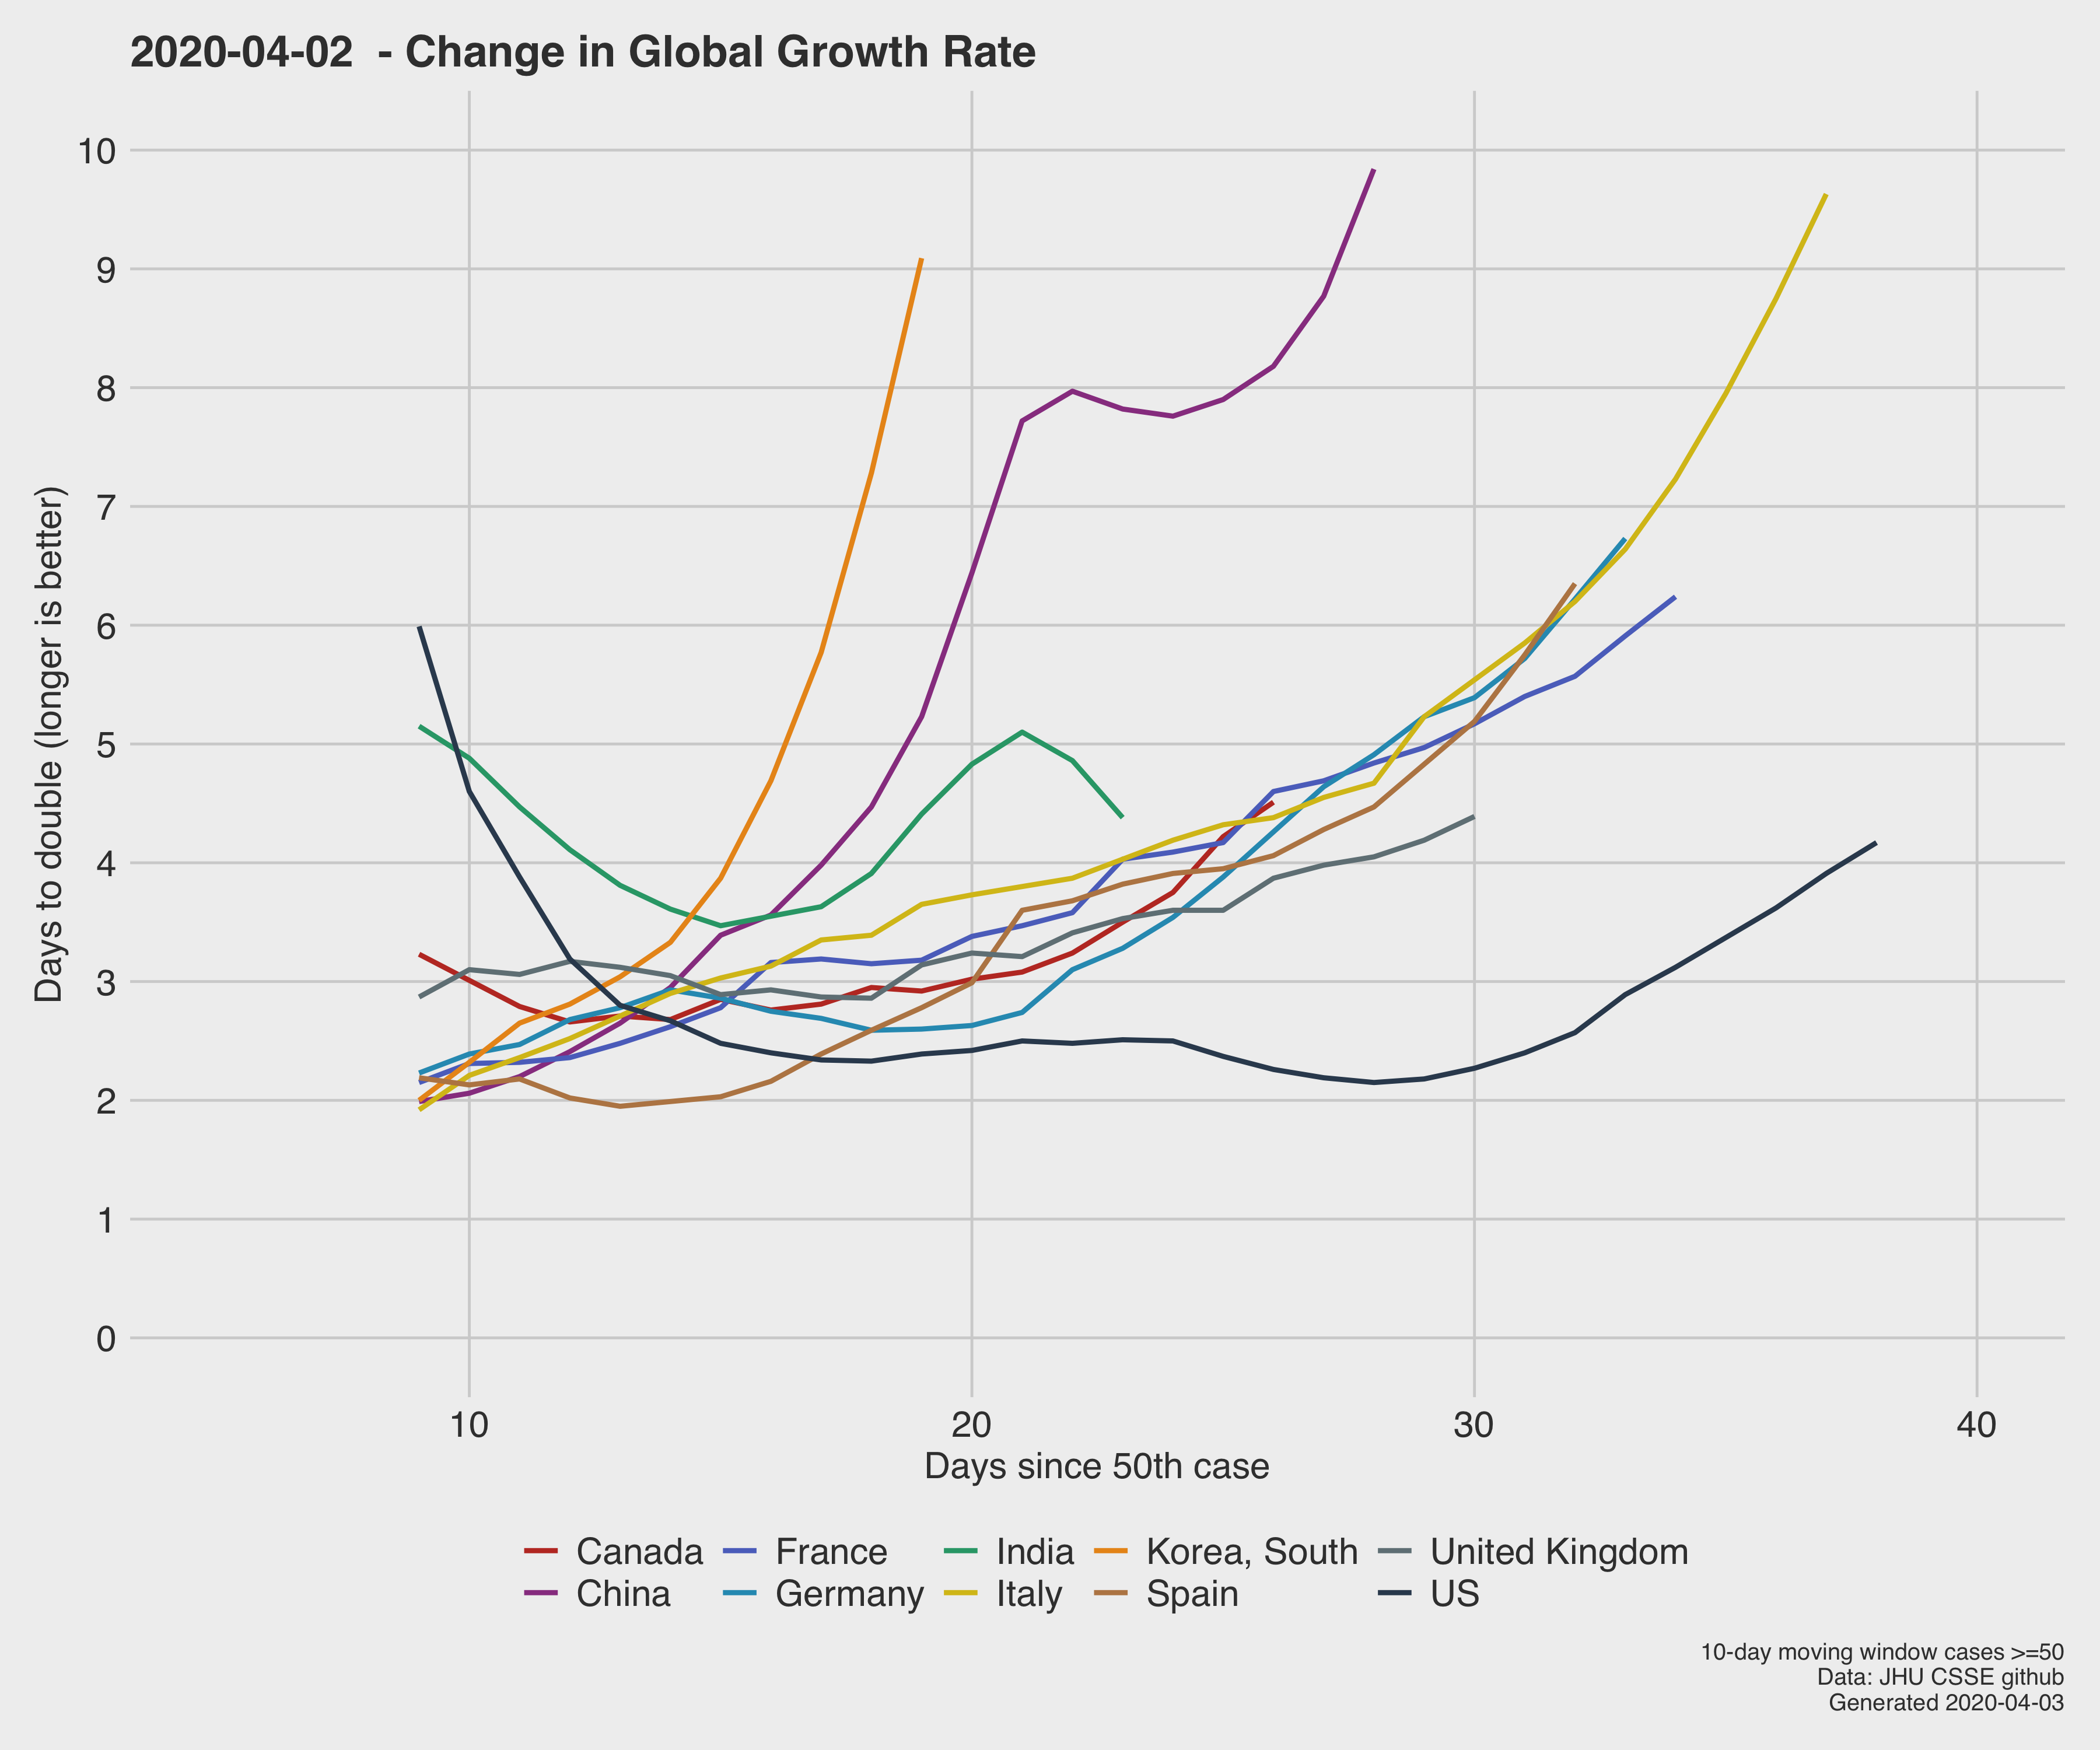 2020-04-02  - Change in Global Growth Rate
Days to double (longer is better)
10
9
8
7
6
5
4
3
2
1
0
10 20 30 40
Days since 50th case
Canada France India Korea, South United Kingdom
China Germany Italy Spain US
10-day moving window cases >=50
Data: JHU CSSE github
Generated 2020-04-03